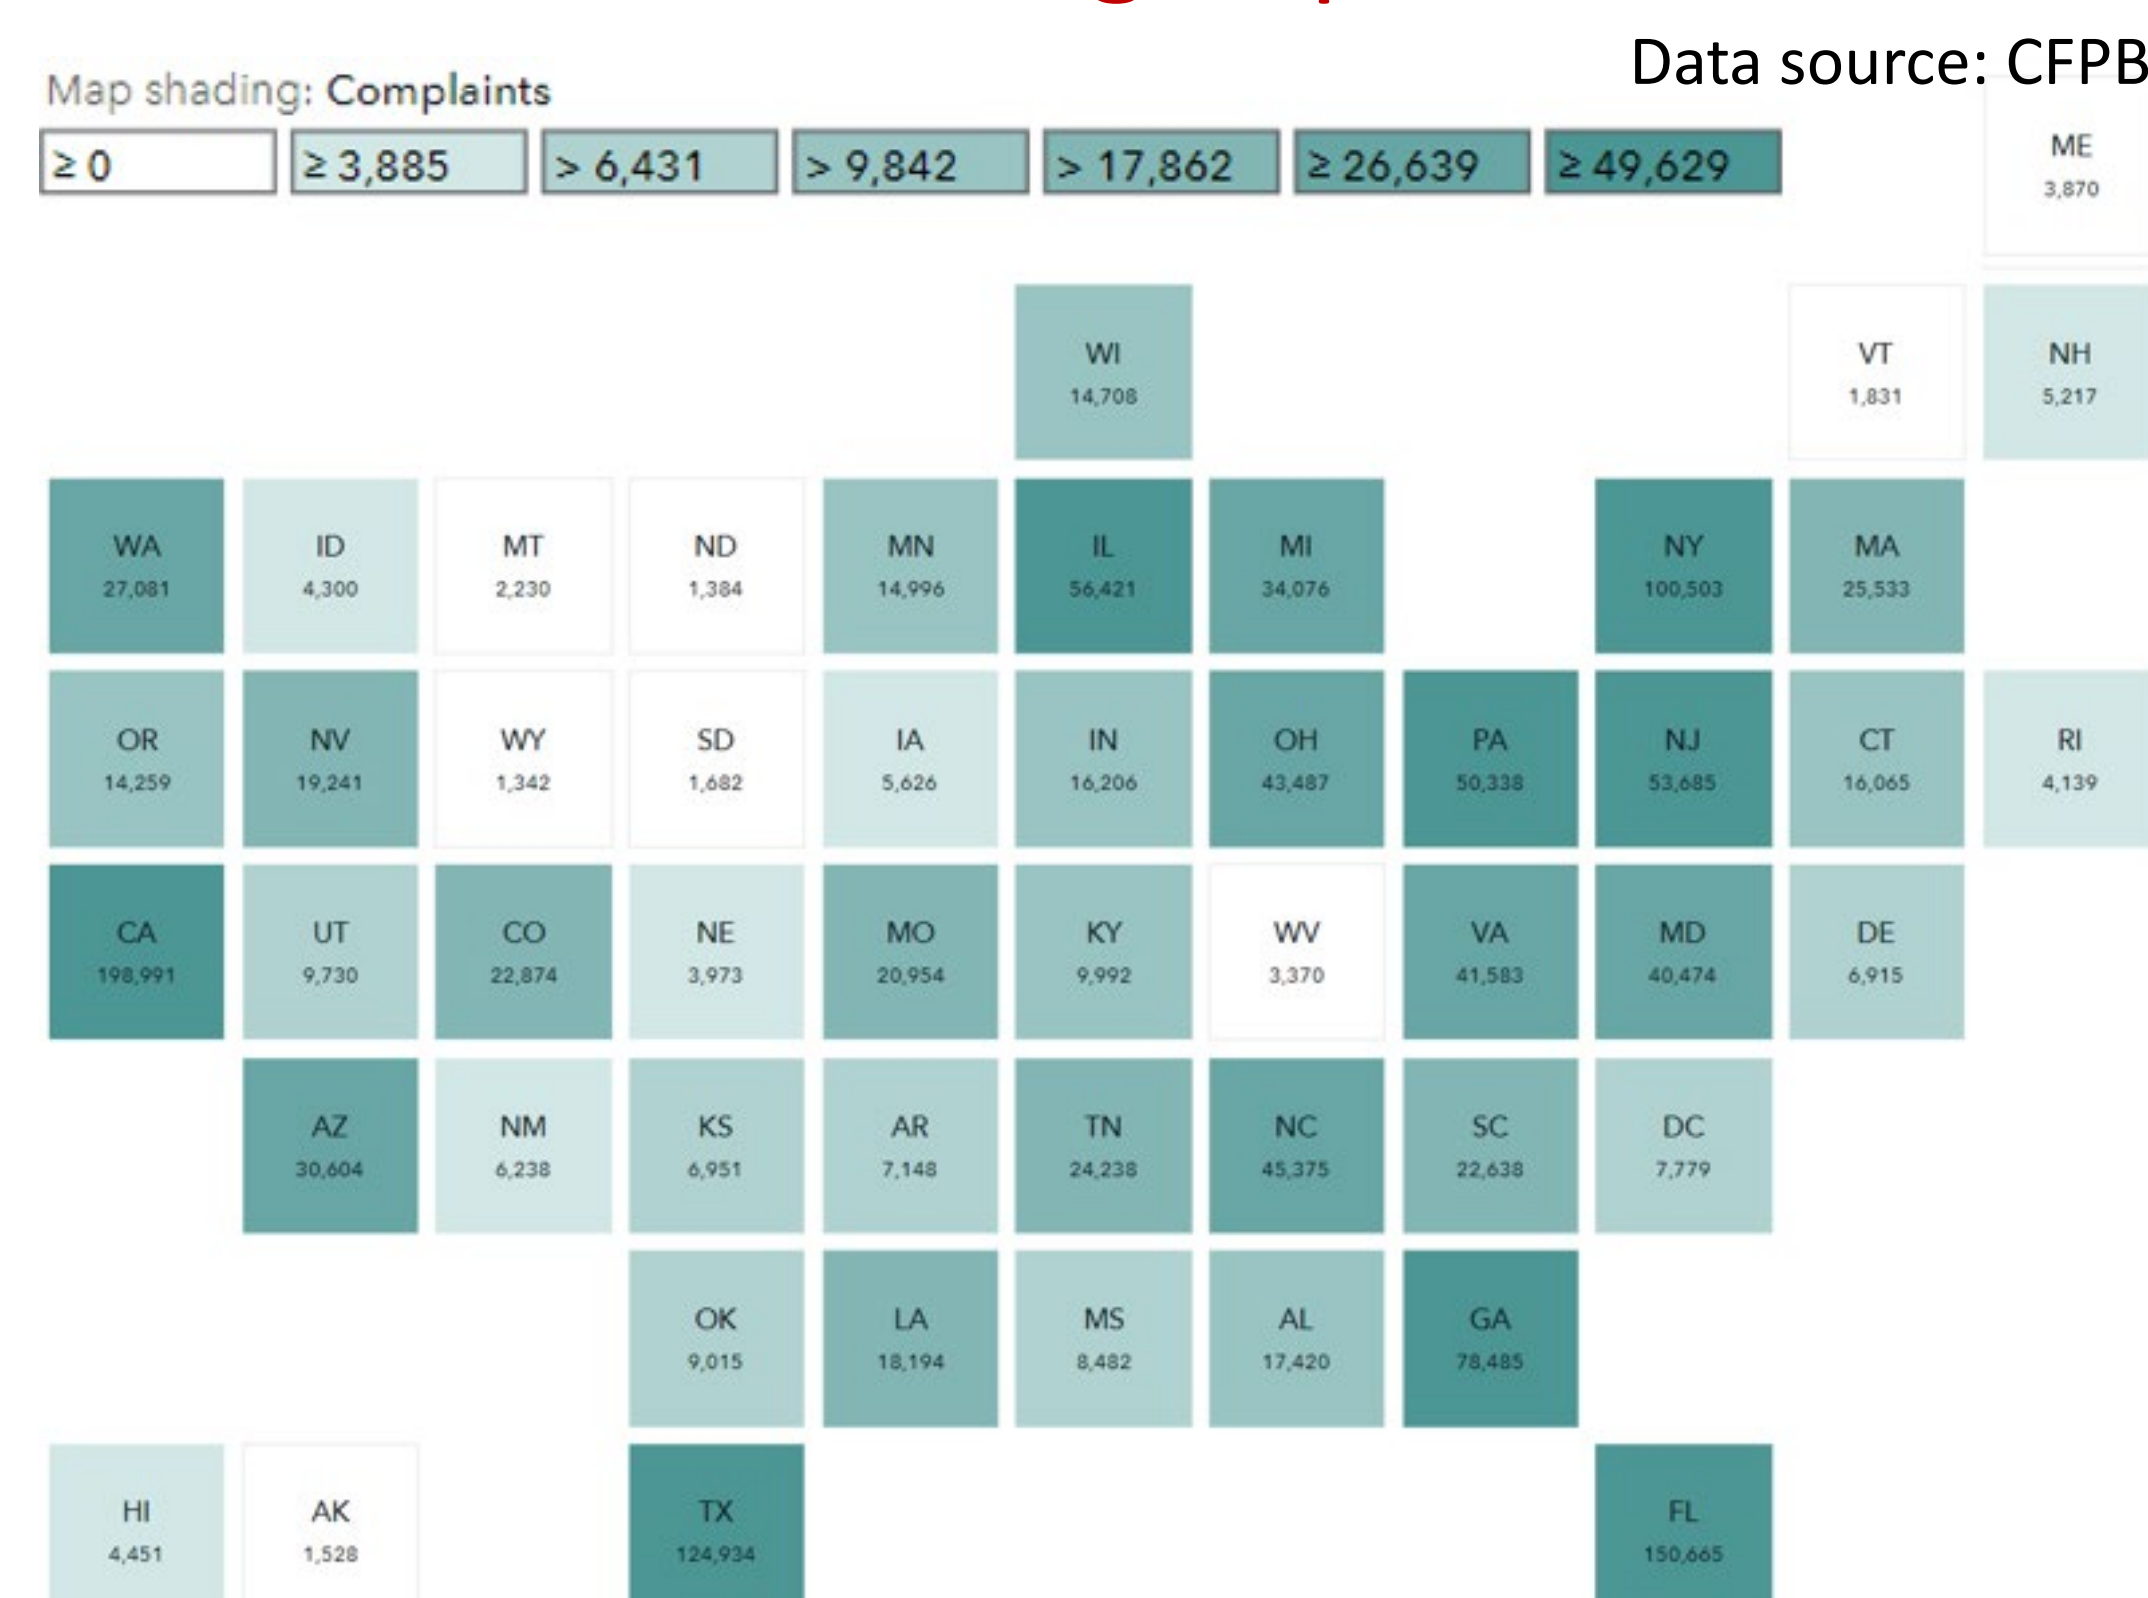 Data source: CFPB
Map shading: Complaints
≥ 0 ≥ 3,885 > 6,431 > 9,842 > 17,862 ≥ 26,639 ≥ 49,629
ME
3,870
WI VT NH
14,708 1,831 5,217
WA ID MT ND MN IL MI NY MA
27,081 4,300 2,230 1,384 14,996 56,421 34,076 100,503 25,533
OR NV WY SD IA IN OH PA NJ CT RI
14,259 19,241 1,342 1,682 5,626 16,206 43,487 50,338 53,685 16,065 4,139
CA UT CO NE MO KY WV VA MD DE
198,991 9,730 22,874 3,973 20,954 9,992 3,370 41,583 40,474 6,915
AZ NM KS AR TN NC SC DC
30,604 6,238 6,951 7,148 24,238 45,375 22,638 7,779
OK LA MS AL GA
9,015 18,194 8,482 17,420 78,485
HI AK TX FL
4,451 1,528 124,934 150,665